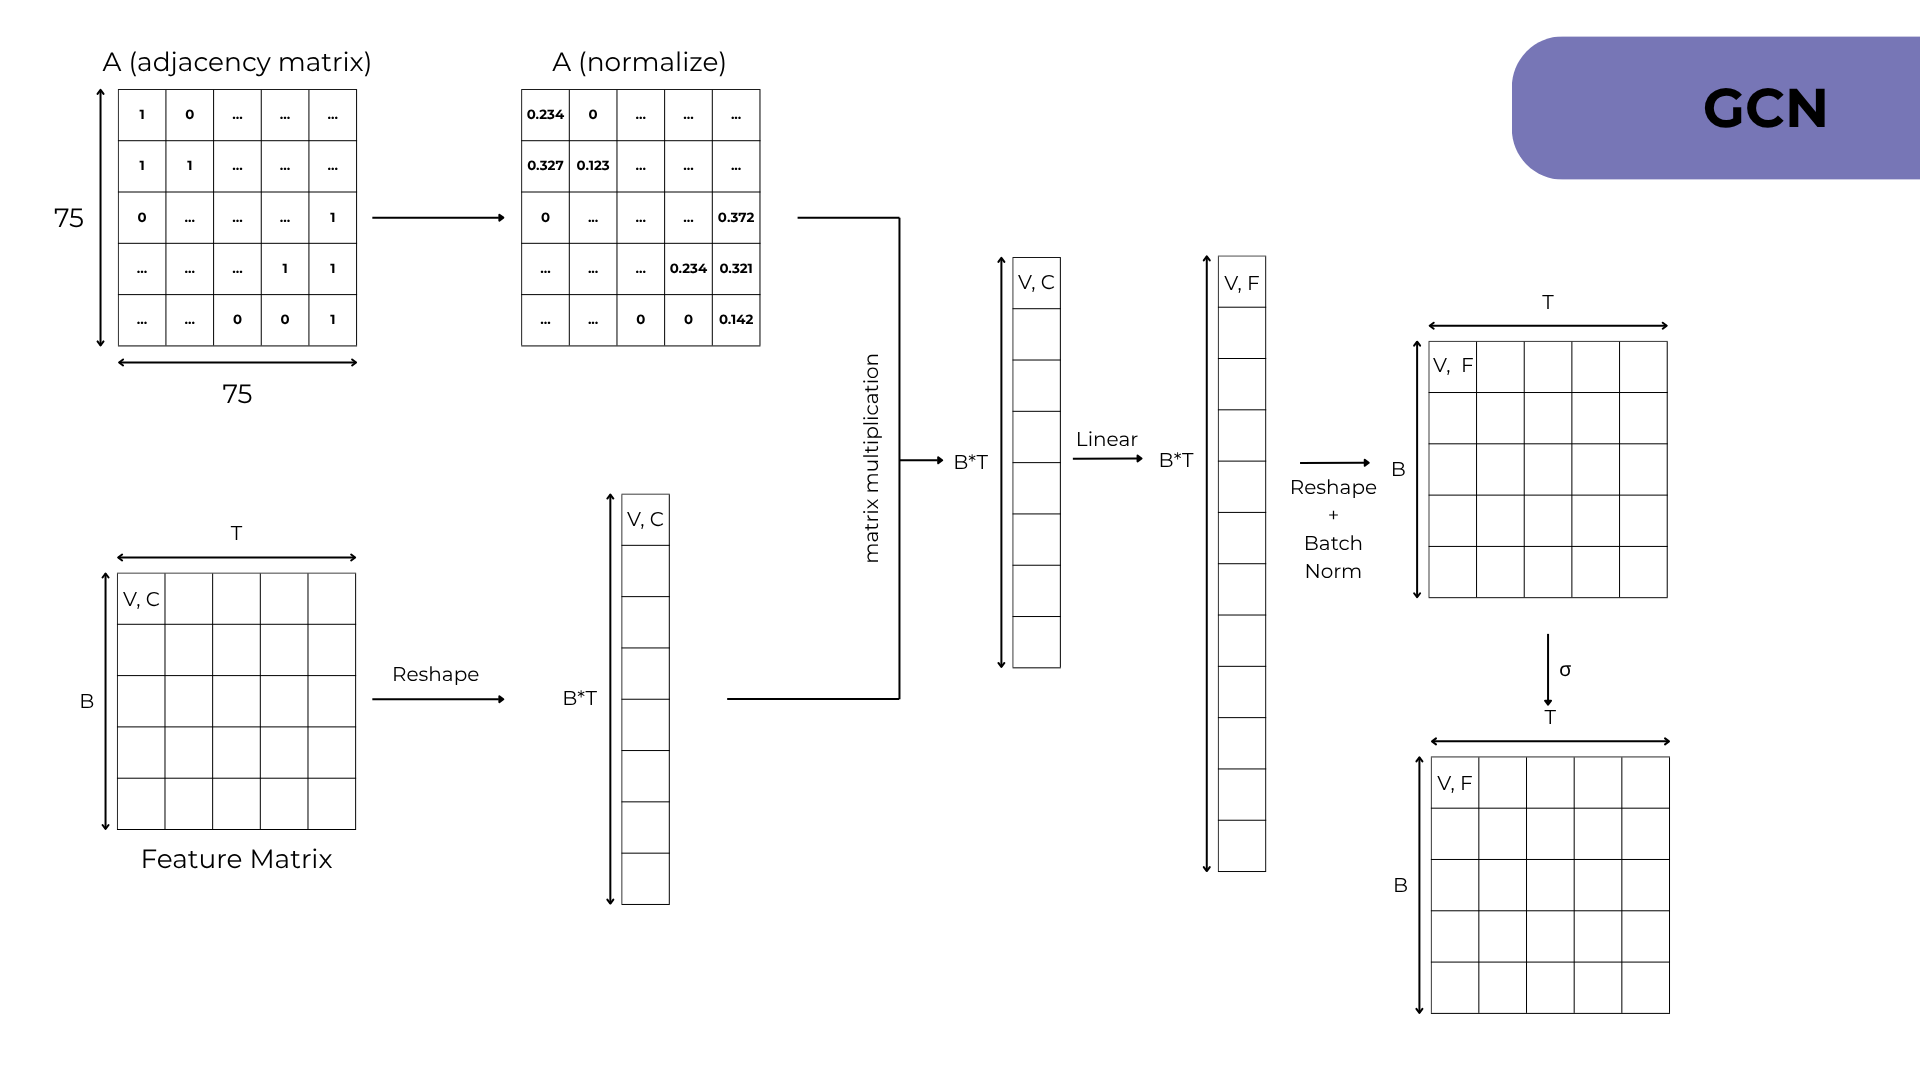 GCN
A (adjacency matrix)
1 0 ... ... ...
1 1 ... ... ...
0 ... ... ... 1
... ... ... 1 1
... ... 0 0 1
75
75
A (normalize)
0.234 0 ... ... ...
0.327 0.123 ... ... ...
0 ... ... ... 0.372
... ... ... 0.234 0.321
... ... 0 0 0.142
T
B
V, C
Feature Matrix
Reshape
B*T
V, C
matrix multiplication
B*T
V, C
Linear
B*T
V, F
Reshape
+
Batch
Norm
T
B
V, F
σ
T
B
V, F